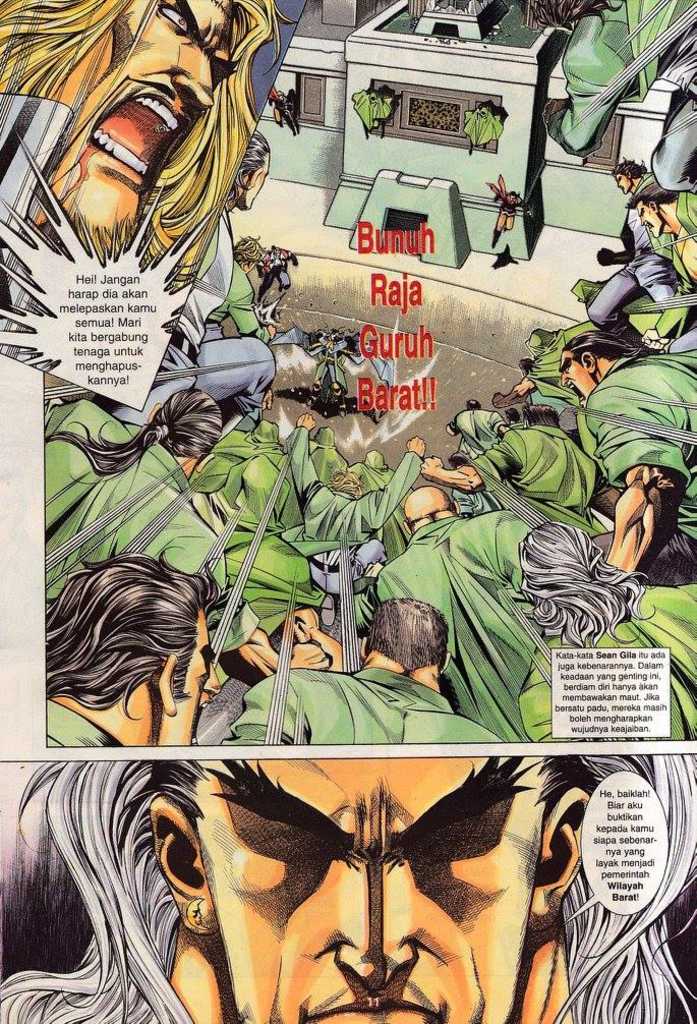 Hei! Jangan
harap dia akan
melepaskan kamu
semua! Mari
kita bergabung
tenaga untuk
menghapus-
kannya!
Bunuh
Raja
Guruh
Barat!!
Kata-kata Sean Gila itu ada
juga kebenarannya. Dalam
keadaan yang genting ini,
berdiam diri hanya akan
membawakan maut. Jika
bersatu padu, mereka masih
boleh mengharapkan
wujudnya keajaiban.
He, baiklah!
Biar aku
buktikan
kepada kamu
siapa sebenar-
nya yang
layak menjadi
pemerintah
Wilayah
Barat!
11